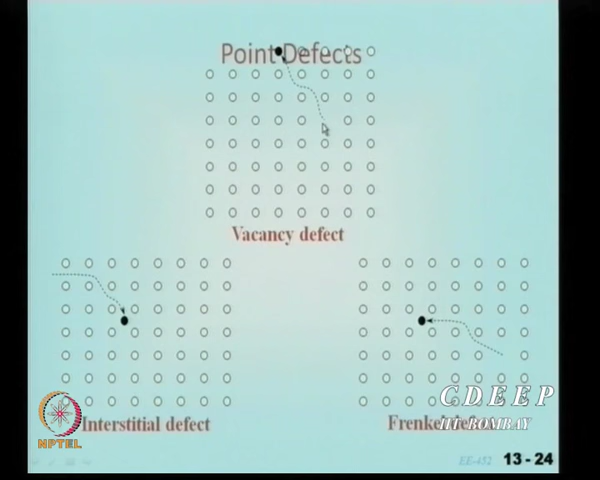 Point Defects
Vacancy defect
Interstitial defect
CDEEP
IIT BOMBAY
NPTEL
EE-452 13 - 24